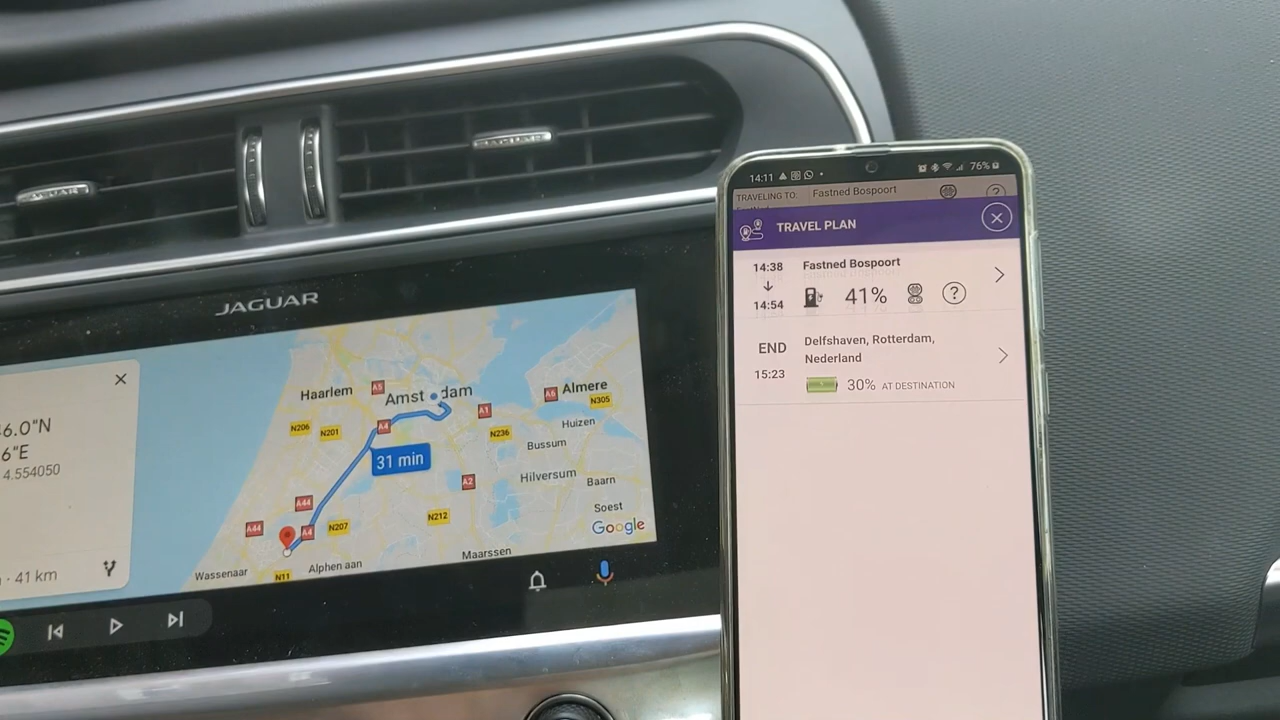 JAGUAR
JAGUAR
6.0"N
6"E
4.554050
41 km
Haarlem
A5
Amst dam
A6
Almere
N305
N206
N201
A4
A1
N236
Huizen
Bussum
31 min
A2
Hilversum
Baarn
A44
Soest
A44
A4
N207
N212
Google
Wassenaar
N11
Alphen aan
Maarssen
14:11
76%
TRAVELING TO:
Fastned Bospoort
?
TRAVEL PLAN
14:38
Fastned Bospoort
14:54
41%
?
END
Delfshaven, Rotterdam,
Nederland
15:23
30% AT DESTINATION